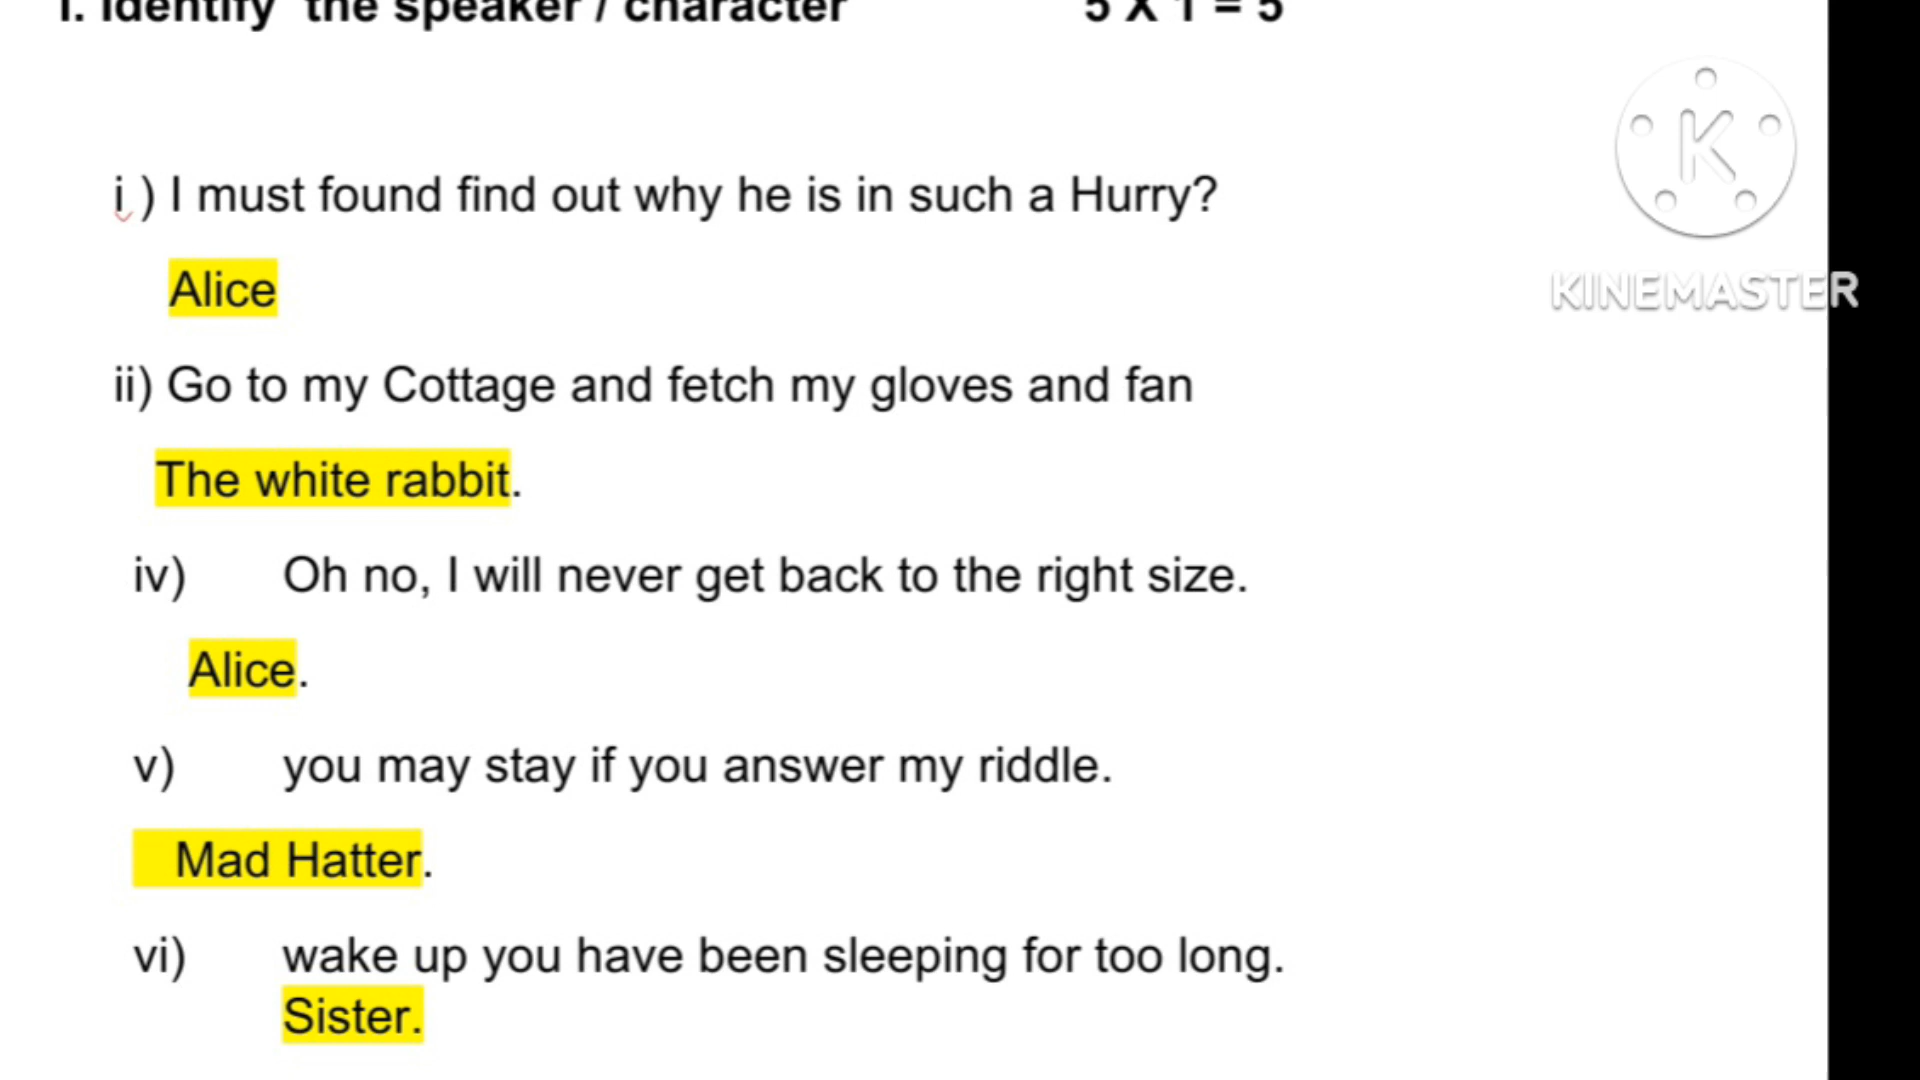 I. Identify the speaker / character 5 X 1 = 5
i ) I must found find out why he is in such a Hurry?
K
Alice
KINEMASTER
ii) Go to my Cottage and fetch my gloves and fan
The white rabbit.
iv) Oh no, I will never get back to the right size.
Alice.
v) you may stay if you answer my riddle.
Mad Hatter.
vi) wake up you have been sleeping for too long.
Sister.